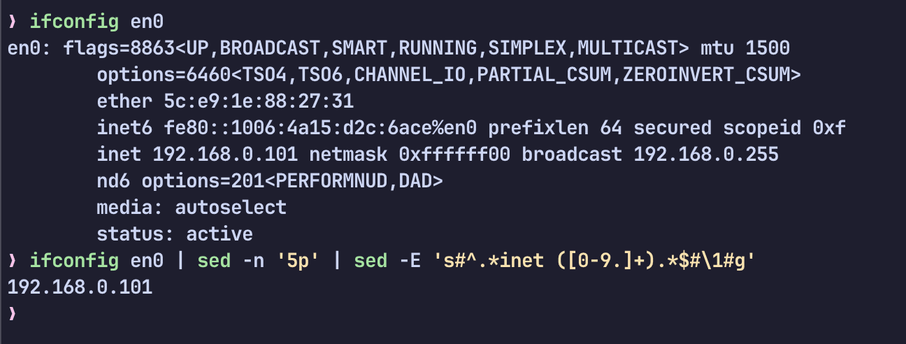 ❯ ifconfig en0
en0: flags=8863<UP,BROADCAST,SMART,RUNNING,SIMPLEX,MULTICAST> mtu 1500
        options=6460<TSO4,TSO6,CHANNEL_IO,PARTIAL_CSUM,ZEROINVERT_CSUM>
        ether 5c:e9:1e:88:27:31
        inet6 fe80::1006:4a15:d2c:6ace%en0 prefixlen 64 secured scopeid 0xf
        inet 192.168.0.101 netmask 0xffffff00 broadcast 192.168.0.255
        nd6 options=201<PERFORMNUD,DAD>
        media: autoselect
        status: active
❯ ifconfig en0 | sed -n '5p' | sed -E 's#^.*inet ([0-9.]+).*$#\1#g'
192.168.0.101
❯